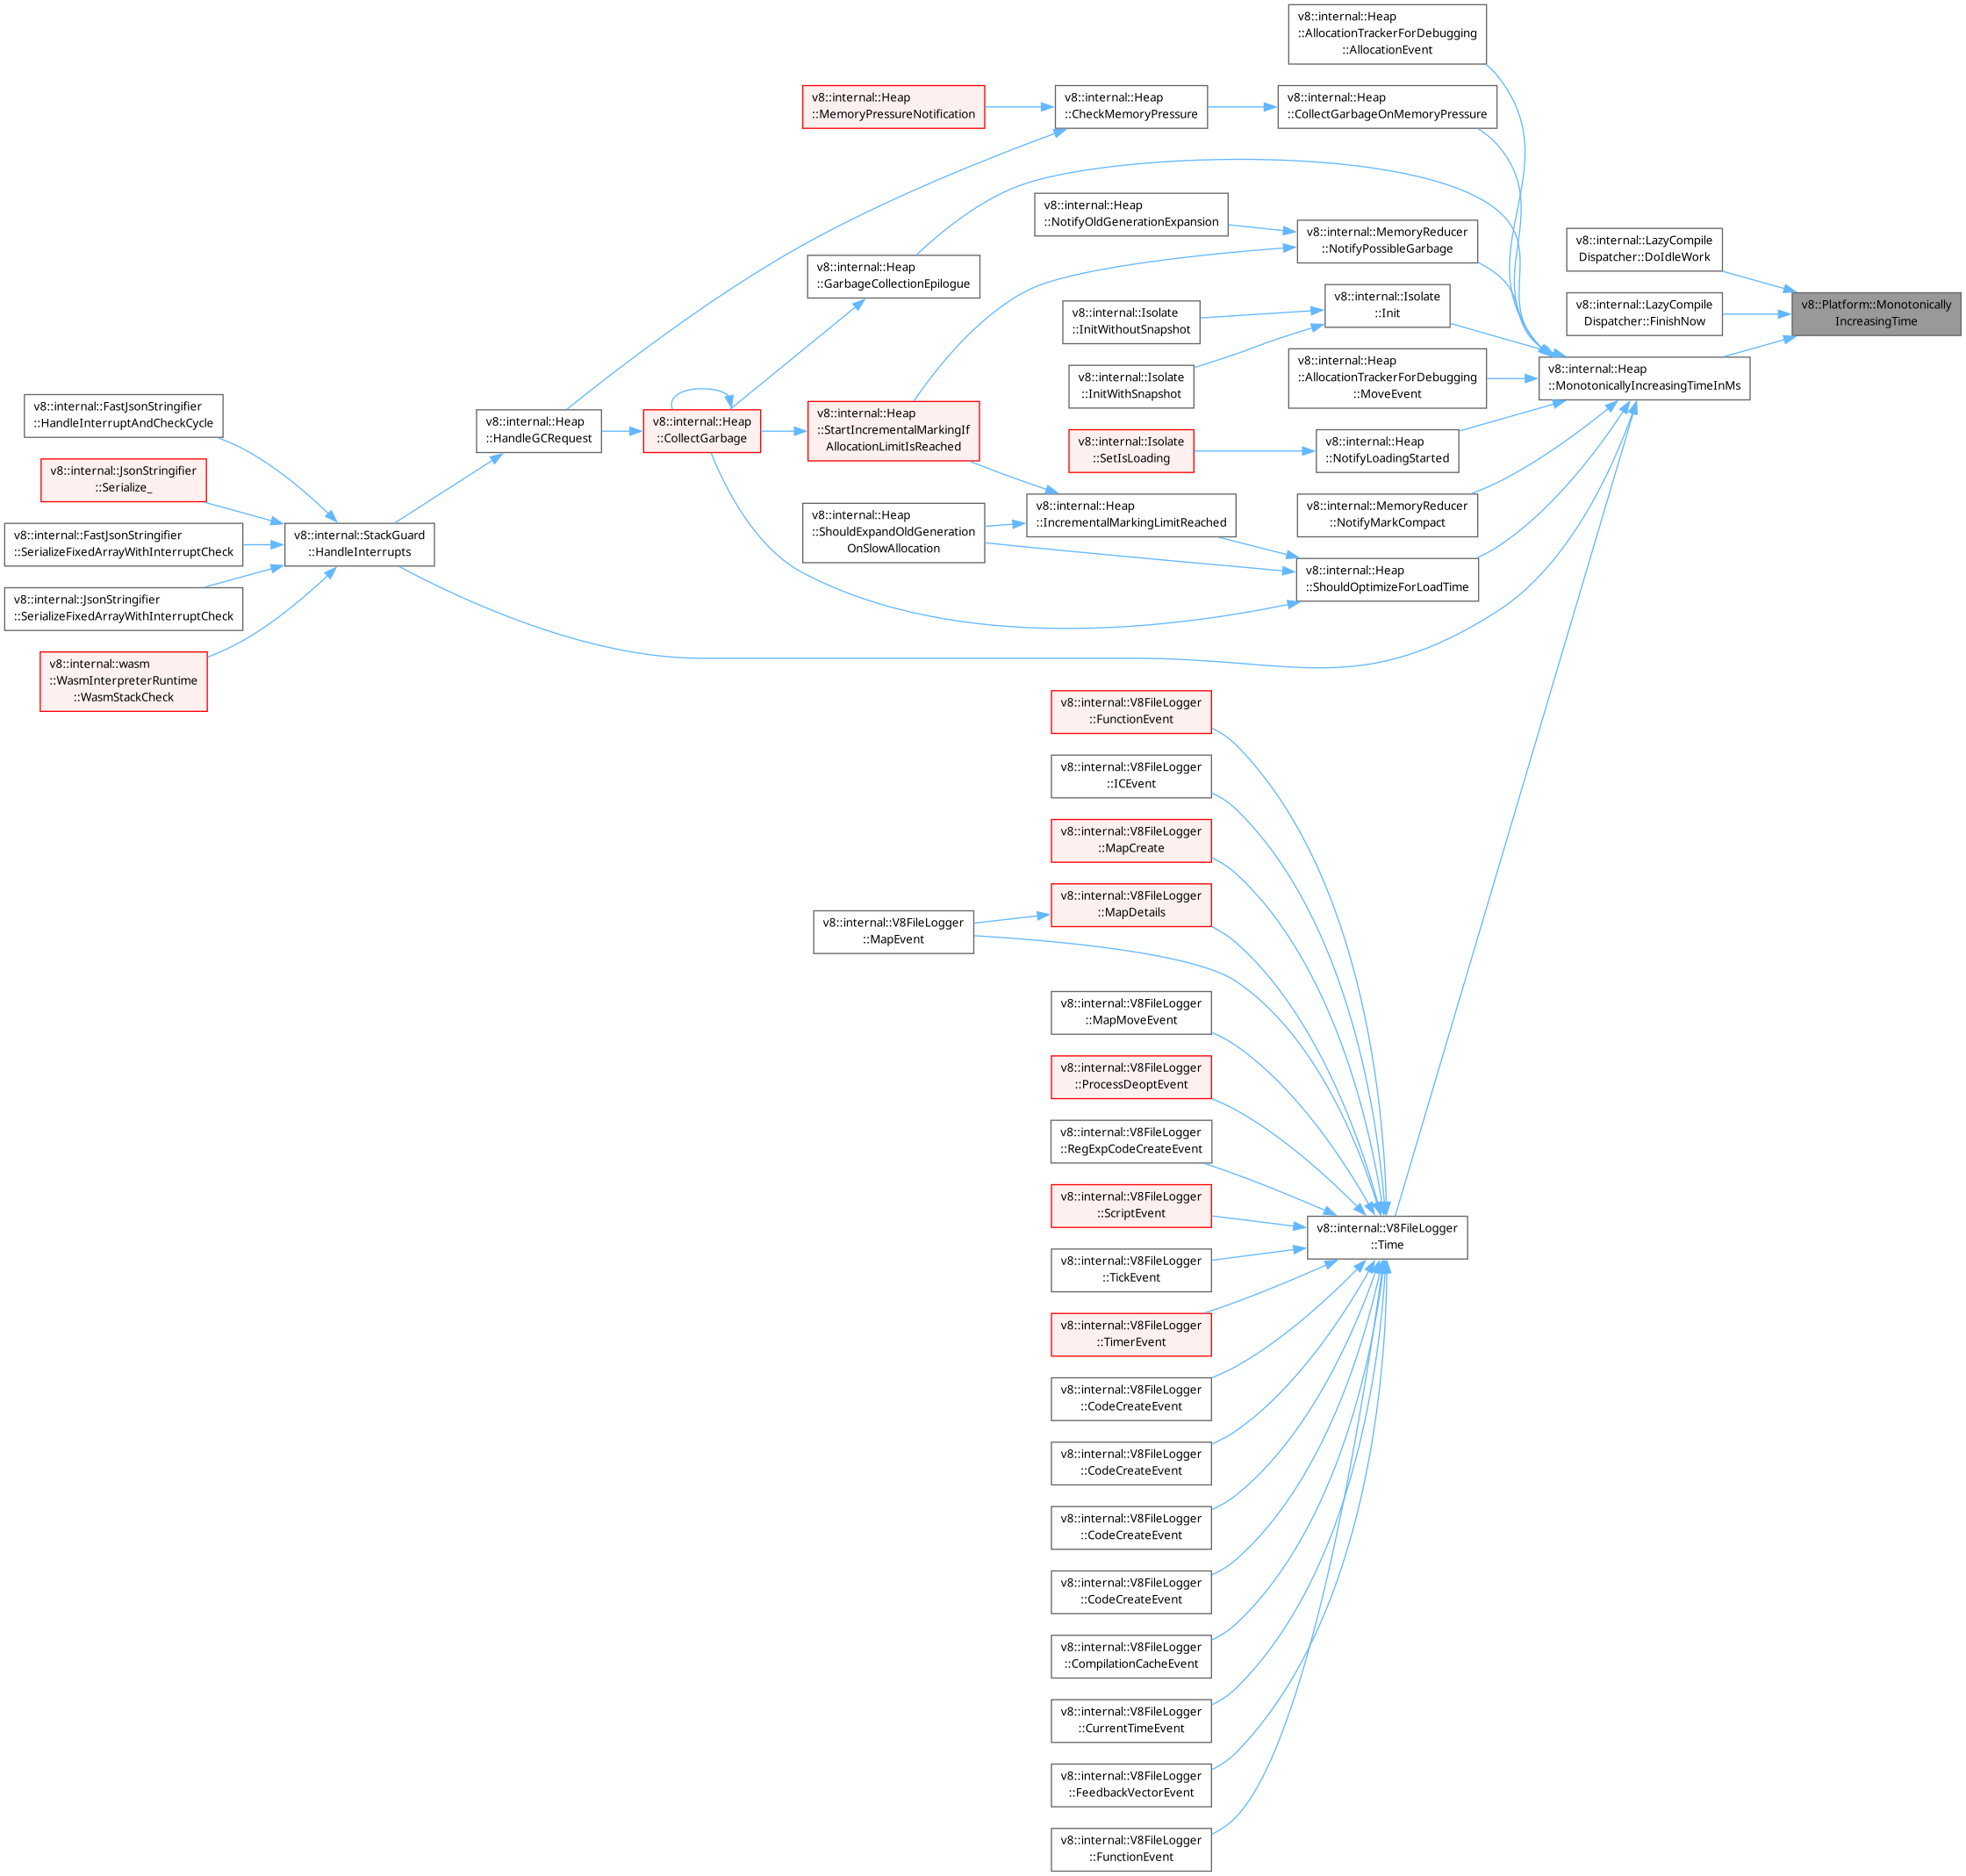 v8::internal::Heap
::AllocationTrackerForDebugging
::AllocationEvent
v8::internal::Heap
::MemoryPressureNotification
v8::internal::Heap
::CheckMemoryPressure
v8::internal::Heap
::CollectGarbageOnMemoryPressure
v8::internal::Heap
::NotifyOldGenerationExpansion
v8::internal::MemoryReducer
::NotifyPossibleGarbage
v8::internal::LazyCompile
Dispatcher::DoIdleWork
v8::internal::Heap
::GarbageCollectionEpilogue
v8::internal::Isolate
::InitWithoutSnapshot
v8::internal::Isolate
::Init
v8::internal::LazyCompile
Dispatcher::FinishNow
v8::Platform::Monotonically
IncreasingTime
v8::internal::Isolate
::InitWithSnapshot
v8::internal::Heap
::AllocationTrackerForDebugging
::MoveEvent
v8::internal::Heap
::MonotonicallyIncreasingTimeInMs
v8::internal::FastJsonStringifier
::HandleInterruptAndCheckCycle
v8::internal::Heap
::HandleGCRequest
v8::internal::Heap
::CollectGarbage
v8::internal::Heap
::StartIncrementalMarkingIf
AllocationLimitIsReached
v8::internal::Isolate
::SetIsLoading
v8::internal::Heap
::NotifyLoadingStarted
v8::internal::JsonStringifier
::Serialize_
v8::internal::Heap
::ShouldExpandOldGeneration
OnSlowAllocation
v8::internal::Heap
::IncrementalMarkingLimitReached
v8::internal::MemoryReducer
::NotifyMarkCompact
v8::internal::FastJsonStringifier
::SerializeFixedArrayWithInterruptCheck
v8::internal::StackGuard
::HandleInterrupts
v8::internal::Heap
::ShouldOptimizeForLoadTime
v8::internal::JsonStringifier
::SerializeFixedArrayWithInterruptCheck
v8::internal::wasm
::WasmInterpreterRuntime
::WasmStackCheck
v8::internal::V8FileLogger
::FunctionEvent
v8::internal::V8FileLogger
::ICEvent
v8::internal::V8FileLogger
::MapCreate
v8::internal::V8FileLogger
::MapDetails
v8::internal::V8FileLogger
::MapEvent
v8::internal::V8FileLogger
::MapMoveEvent
v8::internal::V8FileLogger
::ProcessDeoptEvent
v8::internal::V8FileLogger
::RegExpCodeCreateEvent
v8::internal::V8FileLogger
::ScriptEvent
v8::internal::V8FileLogger
::Time
v8::internal::V8FileLogger
::TickEvent
v8::internal::V8FileLogger
::TimerEvent
v8::internal::V8FileLogger
::CodeCreateEvent
v8::internal::V8FileLogger
::CodeCreateEvent
v8::internal::V8FileLogger
::CodeCreateEvent
v8::internal::V8FileLogger
::CodeCreateEvent
v8::internal::V8FileLogger
::CompilationCacheEvent
v8::internal::V8FileLogger
::CurrentTimeEvent
v8::internal::V8FileLogger
::FeedbackVectorEvent
v8::internal::V8FileLogger
::FunctionEvent